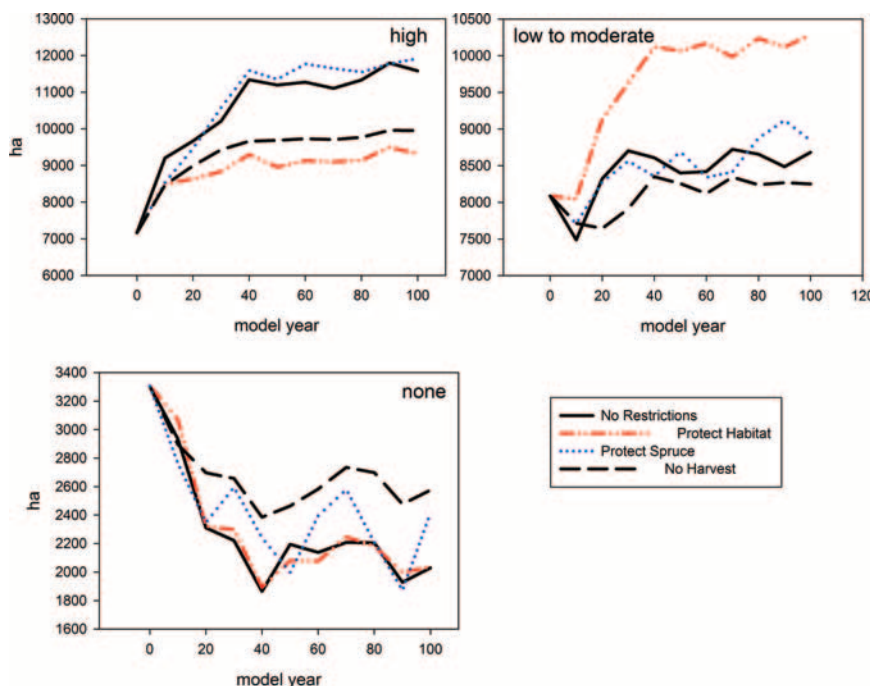 high
13000
12000
11000
10000
9000
8000
7000
6000
ha
0 20 40 60 80 100
model year
low to moderate
10500
10000
9500
9000
8500
8000
7500
7000
0 20 40 60 80 100 120
model year
none
3400
3200
3000
2800
2600
2400
2200
2000
1800
1600
ha
0 20 40 60 80 100
model year
No Restrictions
Protect Habitat
Protect Spruce
No Harvest